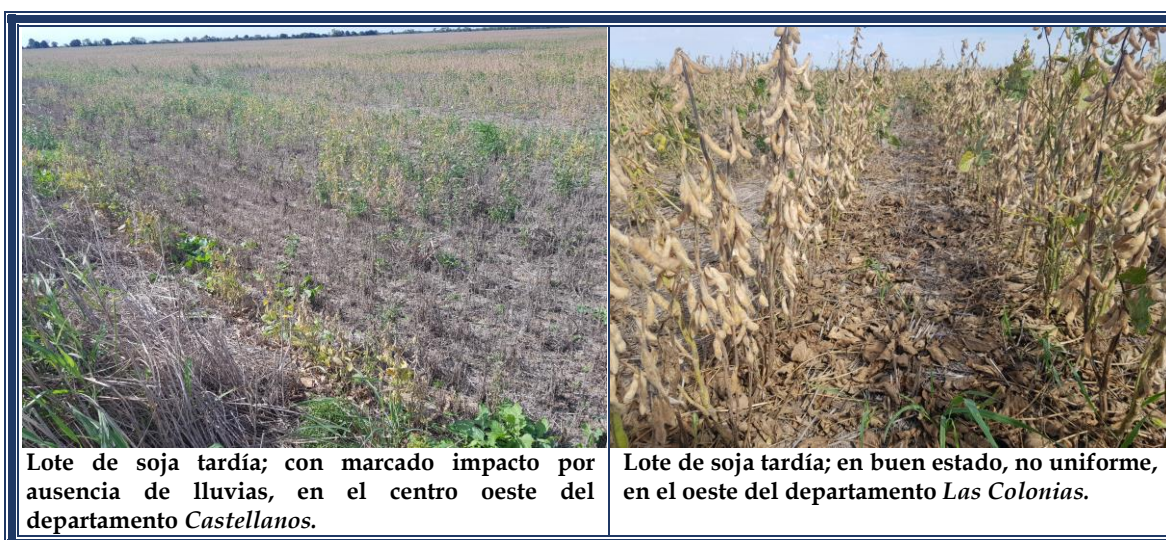 Lote de soja tardía; con marcado impacto por
ausencia de lluvias, en el centro oeste del
departamento Castellanos.
Lote de soja tardía; en buen estado, no uniforme,
en el oeste del departamento Las Colonias.